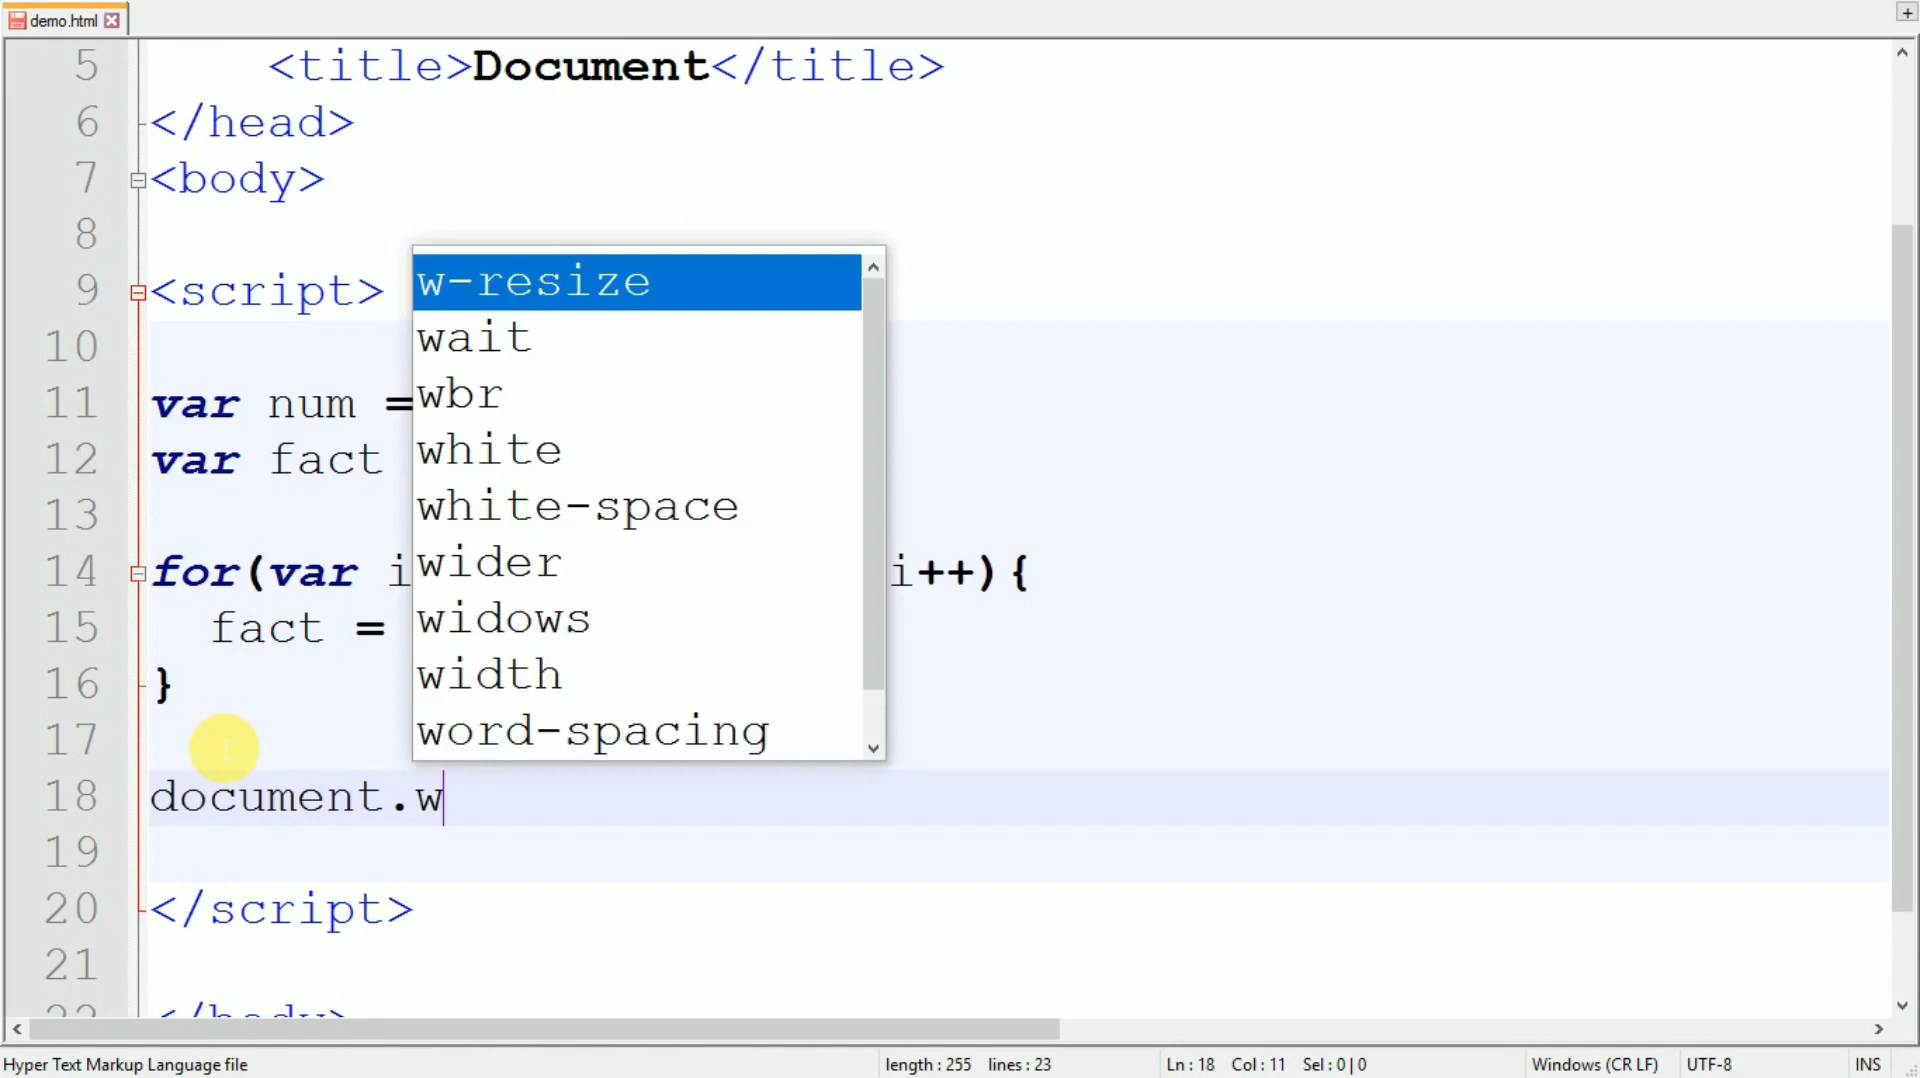 demo.html
5 <title>Document</title>
6 </head>
7 <body>
8
9 <script>
10
11 var num =
12 var fact
13
14 for(var i i++){
15 fact =
16 }
17
18 document.w
19
20 </script>
21
w-resize
wait
wbr
white
white-space
wider
widows
width
word-spacing
Hyper Text Markup Language file length : 255 lines : 23 Ln : 18 Col : 11 Sel : 0 | 0 Windows (CR LF) UTF-8 INS